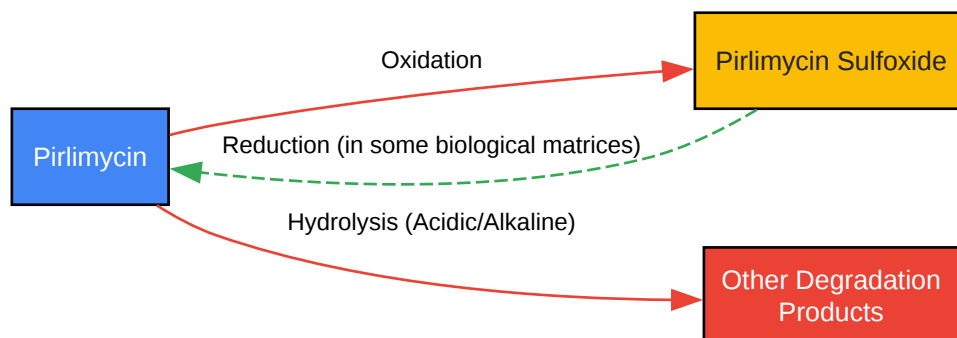 Oxidation
Pirlimycin Sulfoxide
Pirlimycin
Reduction (in some biological matrices)
Hydrolysis (Acidic/Alkaline)
Other Degradation
Products